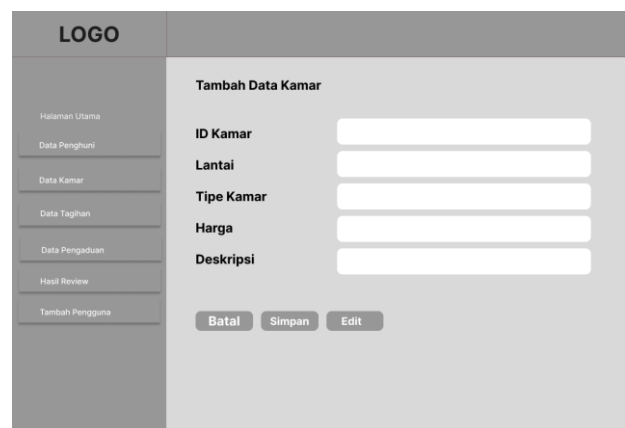 LOGO
Halaman Utama
Data Penghuni
Data Kamar
Data Tagihan
Data Pengaduan
Hasil Review
Tambah Pengguna
Tambah Data Kamar
ID Kamar
Lantai
Tipe Kamar
Harga
Deskripsi
Batal Simpan Edit